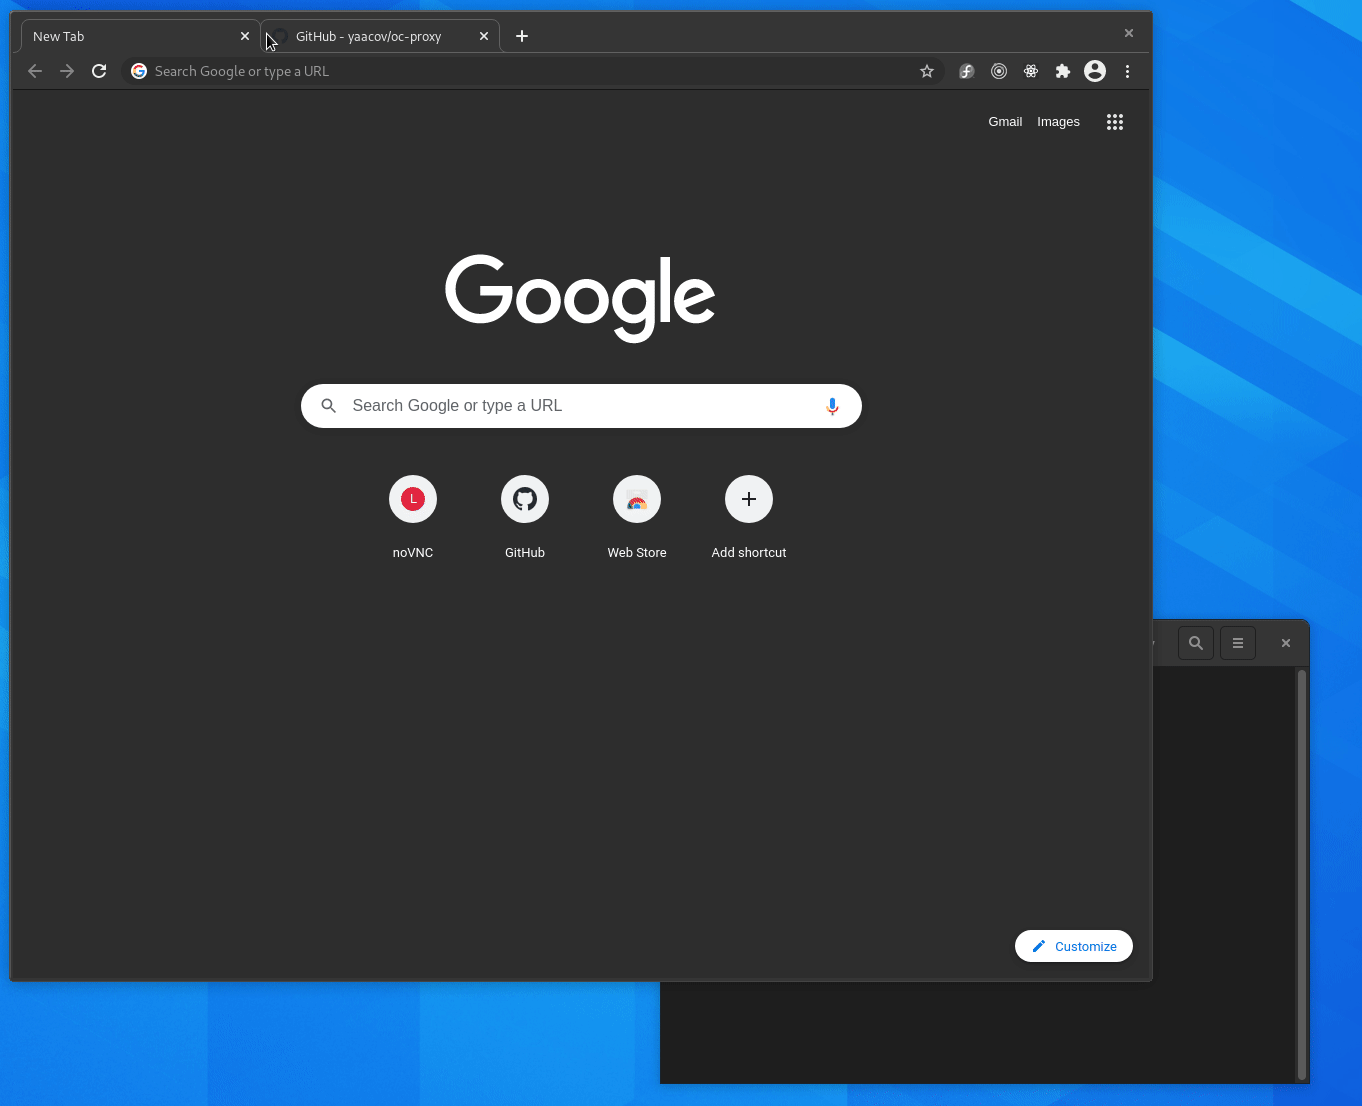 New Tab
GitHub - yaacov/oc-proxy
Search Google or type a URL
Gmail Images
Google
Search Google or type a URL
L
noVNC GitHub Web Store Add shortcut
Customize